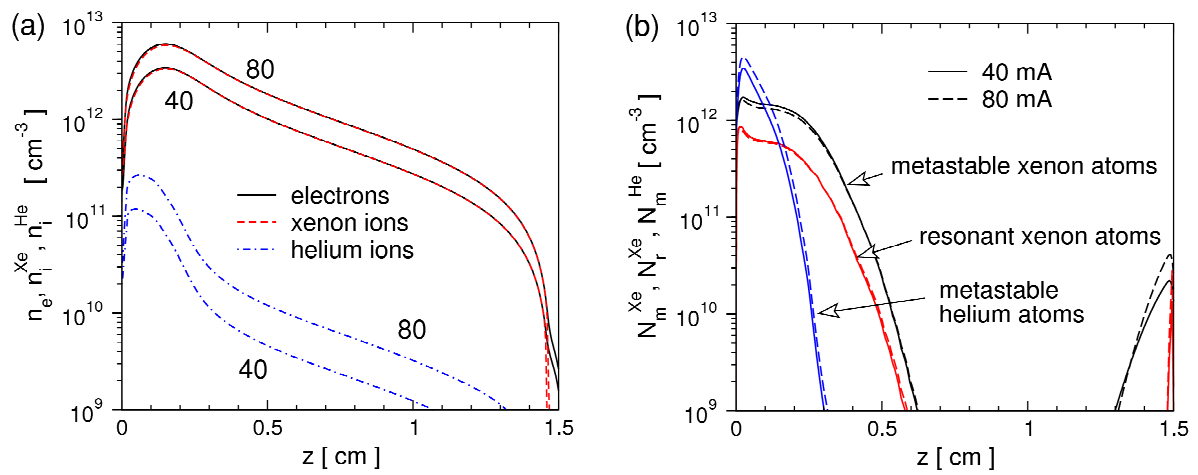 (a)
n_e, n_i^Xe, n_i^He [ cm^-3 ]
10^13
10^12
10^11
10^10
10^9
80
40
electrons
xenon ions
helium ions
80
40
0
0.5
1
1.5
z [ cm ]
(b)
N_m^Xe, N_r^Xe, N_m^He [ cm^-3 ]
10^13
10^12
10^11
10^10
10^9
40 mA
80 mA
metastable xenon atoms
resonant xenon atoms
metastable
helium atoms
0
0.5
1
1.5
z [ cm ]